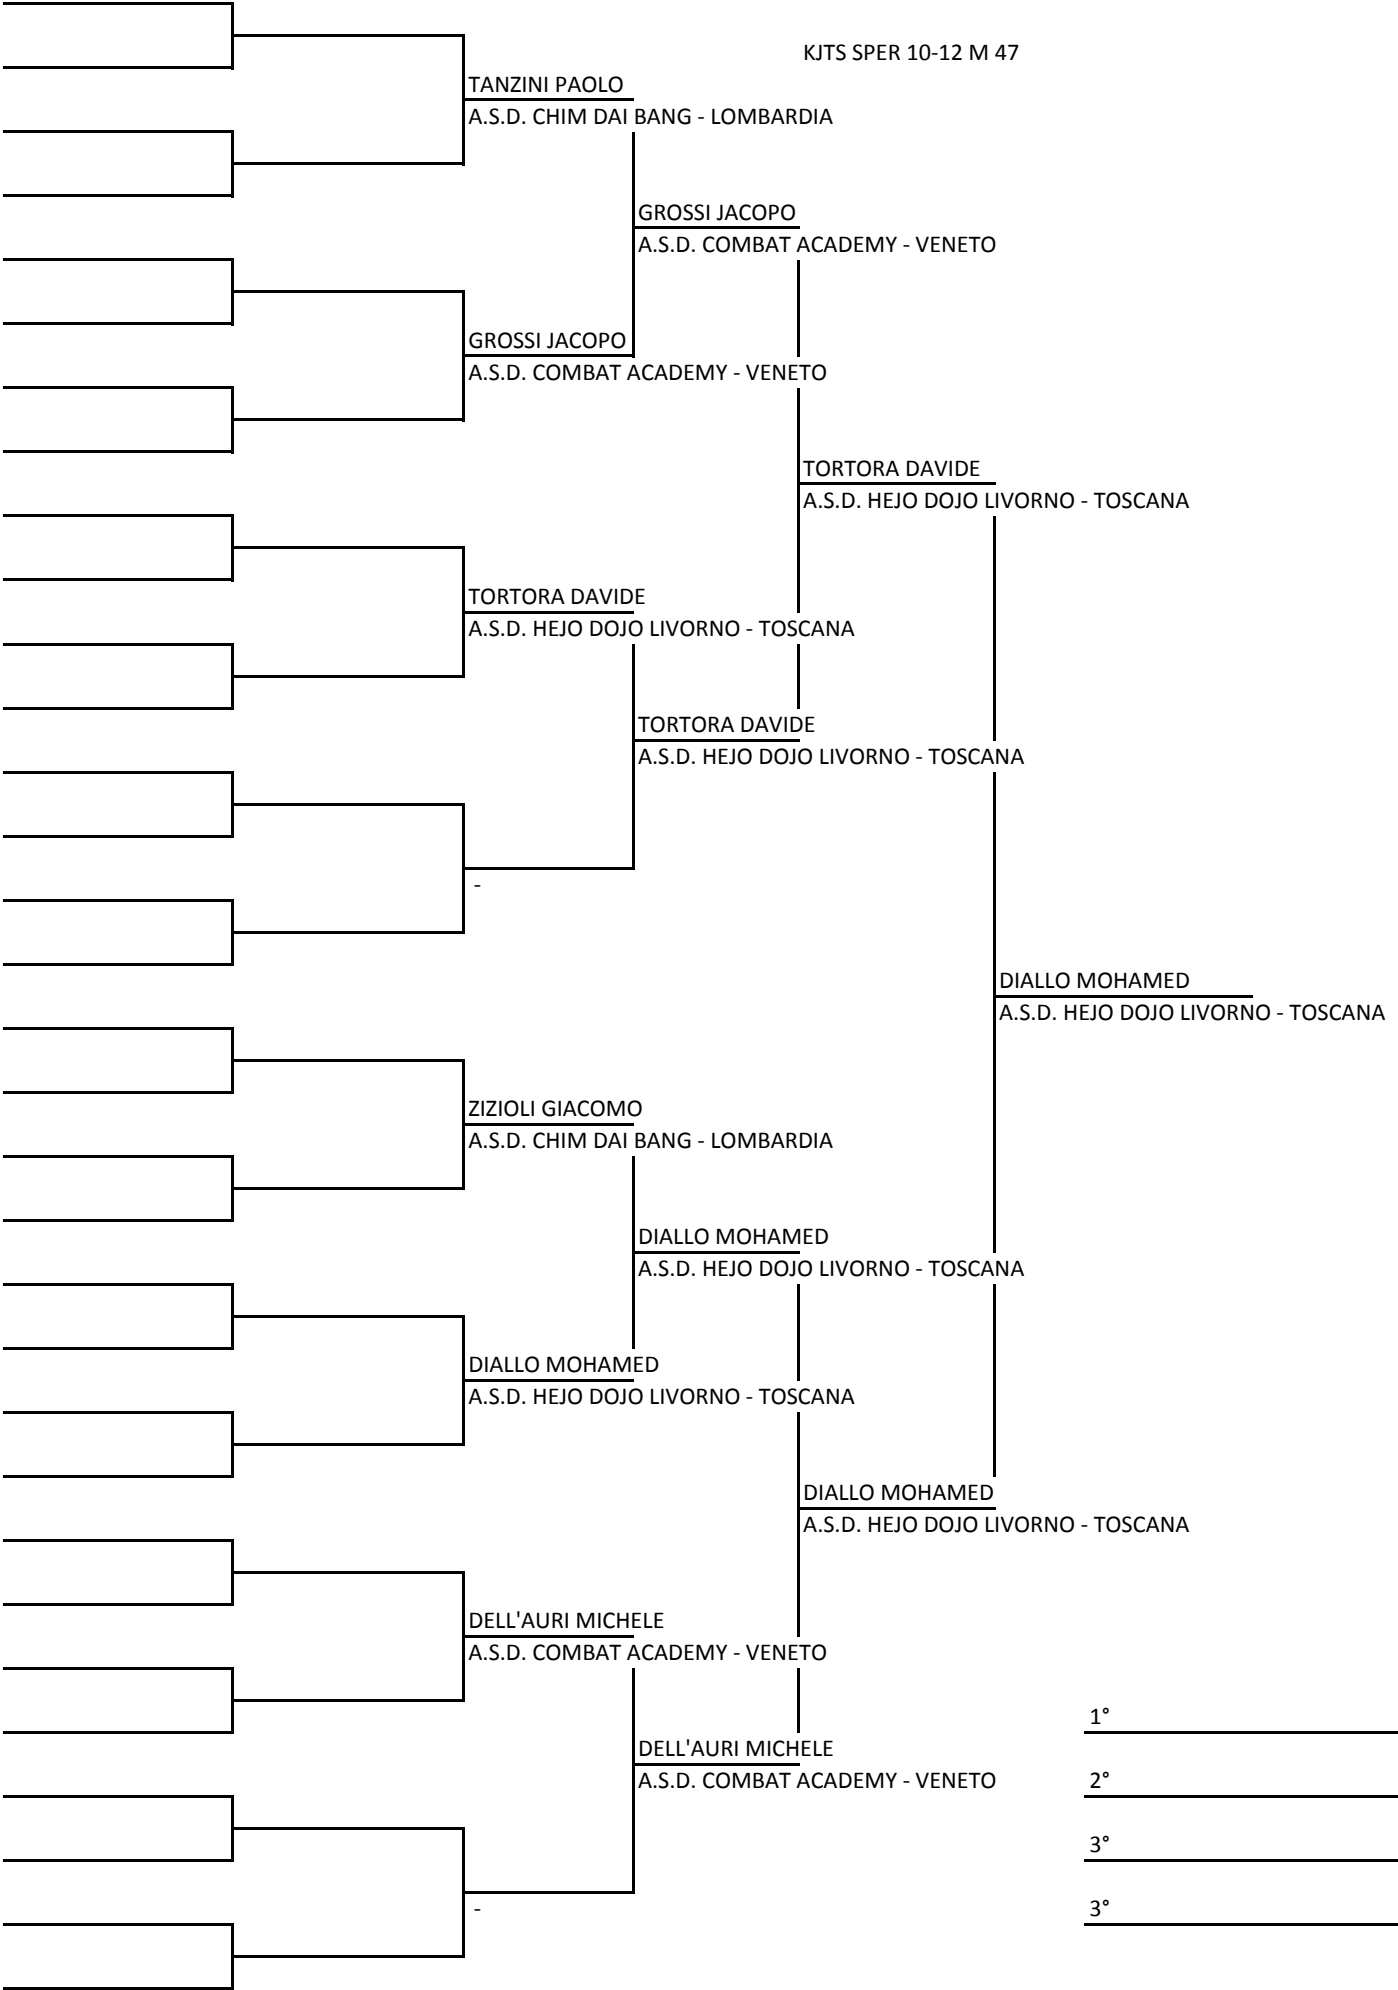 KJTS SPER 10-12 M 47
TANZINI PAOLO
A.S.D. CHIM DAI BANG - LOMBARDIA
GROSSI JACOPO
A.S.D. COMBAT ACADEMY - VENETO
GROSSI JACOPO
A.S.D. COMBAT ACADEMY - VENETO
TORTORA DAVIDE
A.S.D. HEJO DOJO LIVORNO - TOSCANA
TORTORA DAVIDE
A.S.D. HEJO DOJO LIVORNO - TOSCANA
TORTORA DAVIDE
A.S.D. HEJO DOJO LIVORNO - TOSCANA
-
DIALLO MOHAMED
A.S.D. HEJO DOJO LIVORNO - TOSCANA
ZIZIOLI GIACOMO
A.S.D. CHIM DAI BANG - LOMBARDIA
DIALLO MOHAMED
A.S.D. HEJO DOJO LIVORNO - TOSCANA
DIALLO MOHAMED
A.S.D. HEJO DOJO LIVORNO - TOSCANA
DIALLO MOHAMED
A.S.D. HEJO DOJO LIVORNO - TOSCANA
DELL'AURI MICHELE
A.S.D. COMBAT ACADEMY - VENETO
1°
DELL'AURI MICHELE
A.S.D. COMBAT ACADEMY - VENETO
2°
3°
3°
-